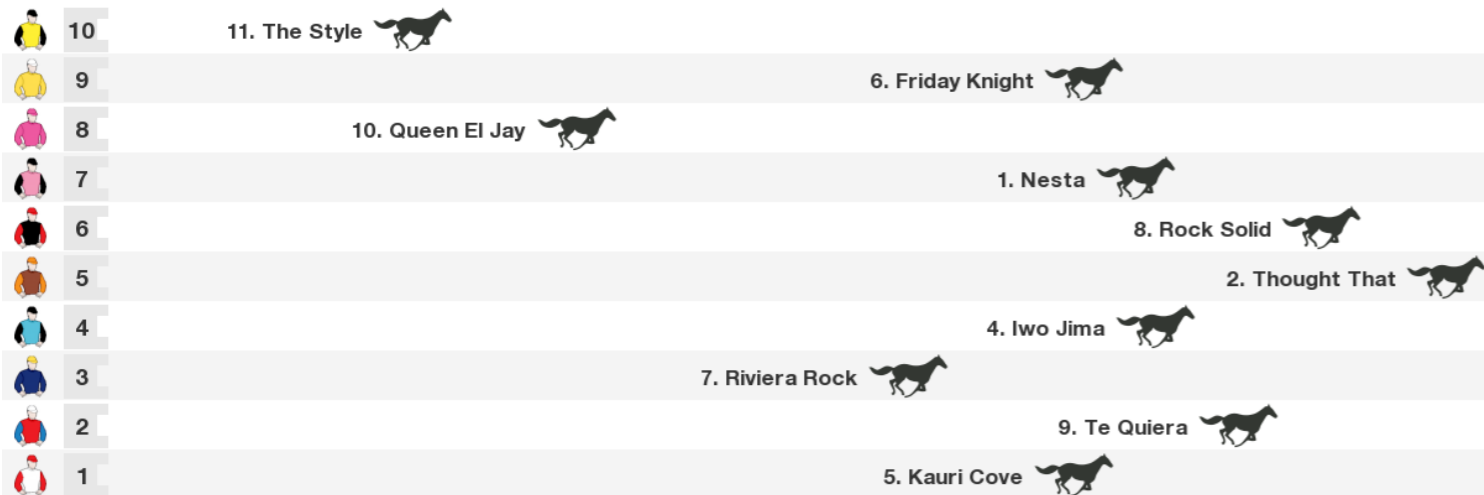 10 11. The Style
9 6. Friday Knight
8 10. Queen El Jay
7 1. Nesta
6 8. Rock Solid
5 2. Thought That
4 4. Iwo Jima
3 7. Riviera Rock
2 9. Te Quiera
1 5. Kauri Cove